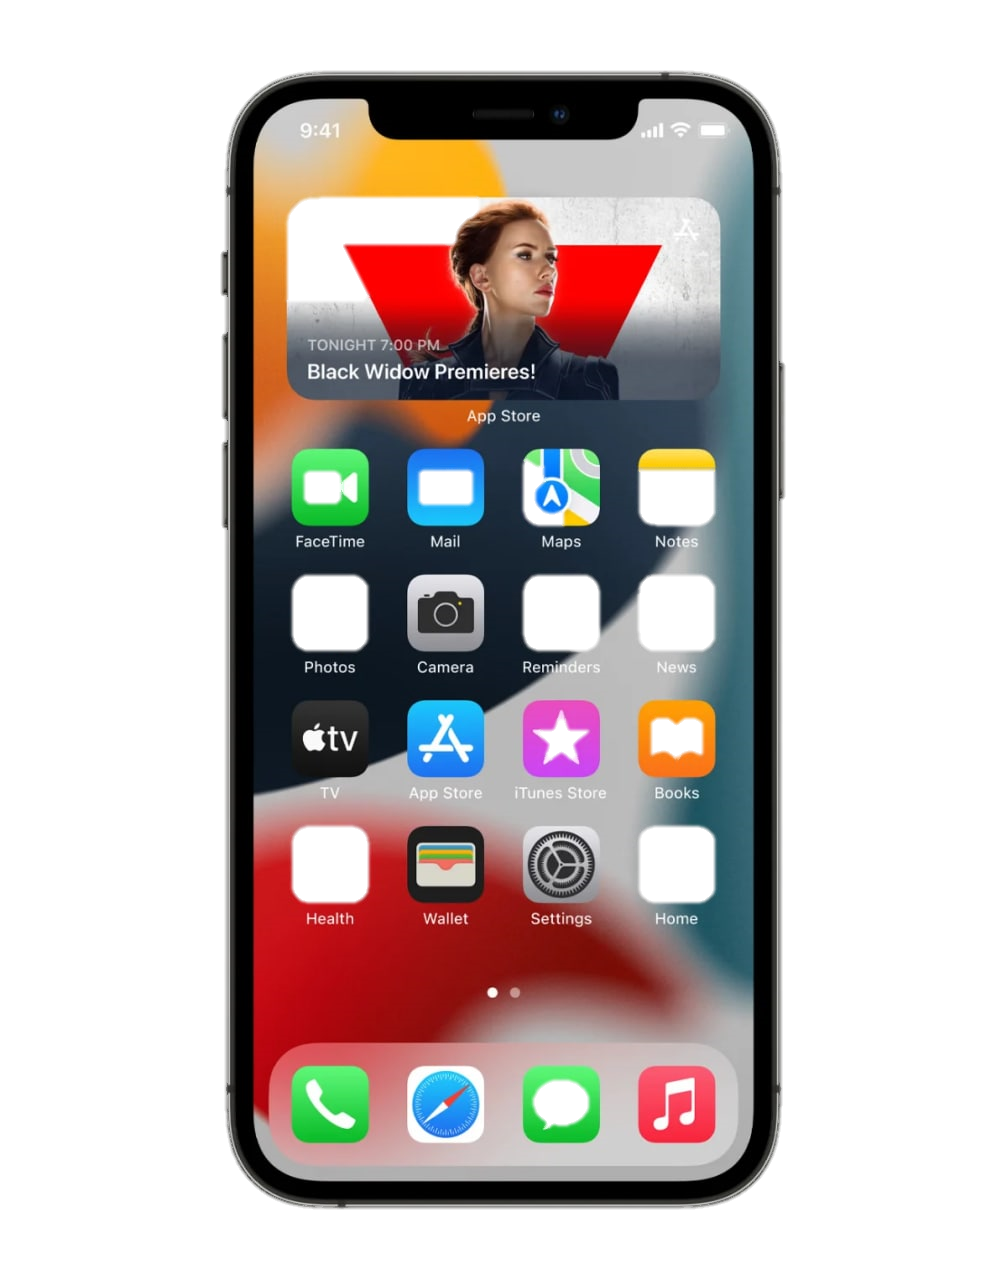 9:41
TONIGHT 7:00 PM
Black Widow Premieres!
App Store
FaceTime
Mail
Maps
Notes
Photos
Camera
Reminders
News
tv
TV
App Store
iTunes Store
Books
Health
Wallet
Settings
Home